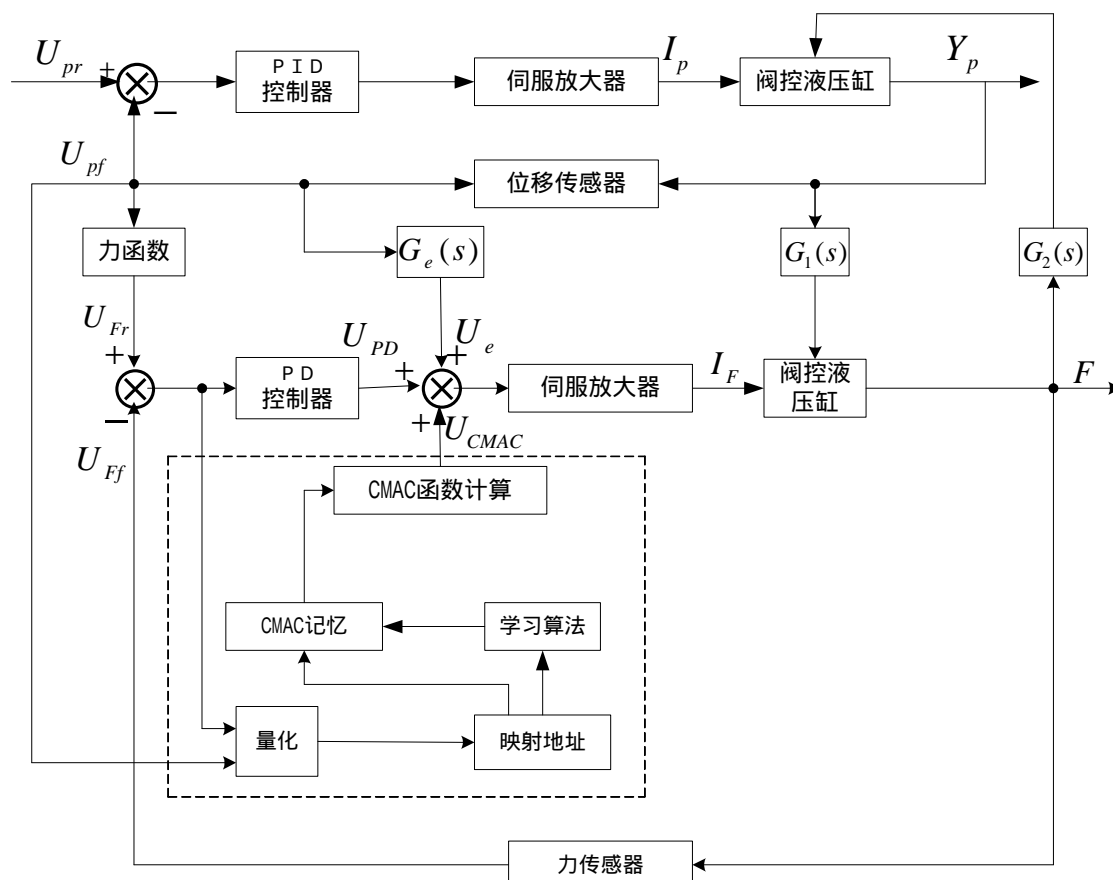 U_pr
+
−
ＰＩＤ
控制器
伺服放大器
I_p
阀控液压缸
Y_p
U_pf
位移传感器
力函数
G_e(s)
G_1(s)
G_2(s)
U_Fr
+
−
U_Ff
ＰＤ
控制器
U_PD
+
U_e
+
+
U_CMAC
伺服放大器
I_F
阀控液
压缸
F
CMAC函数计算
CMAC记忆
学习算法
量化
映射地址
力传感器